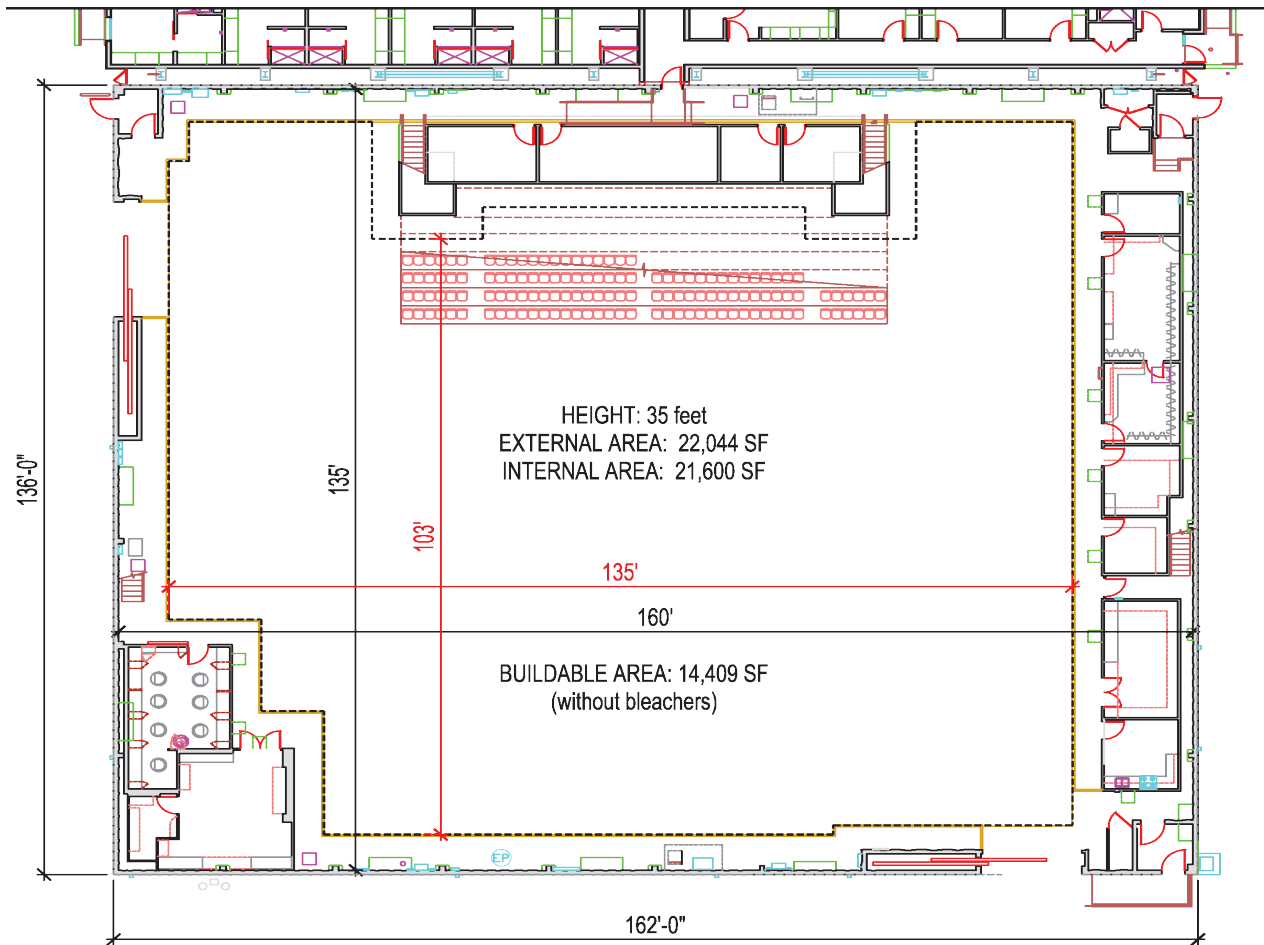 HEIGHT: 35 feet
EXTERNAL AREA: 22,044 SF
INTERNAL AREA: 21,600 SF
136'-0"
135'
103'
135'
160'
BUILDABLE AREA: 14,409 SF
(without bleachers)
EP
162'-0"